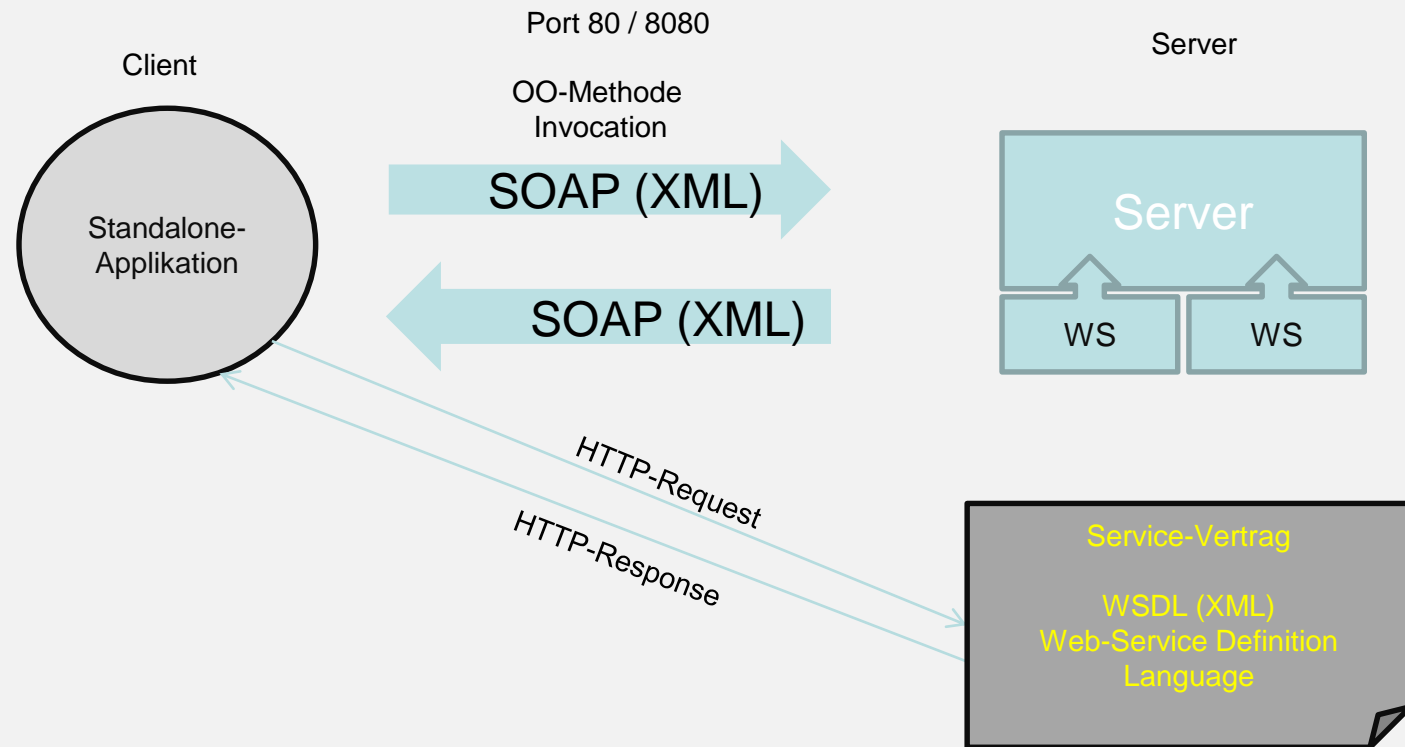 Port 80 / 8080
Client
Server
OO-Methode
Invocation
SOAP (XML)
Standalone-
Applikation
Server
SOAP (XML)
WS
WS
HTTP-Request
HTTP-Response
Service-Vertrag
WSDL (XML)
Web-Service Definition
Language